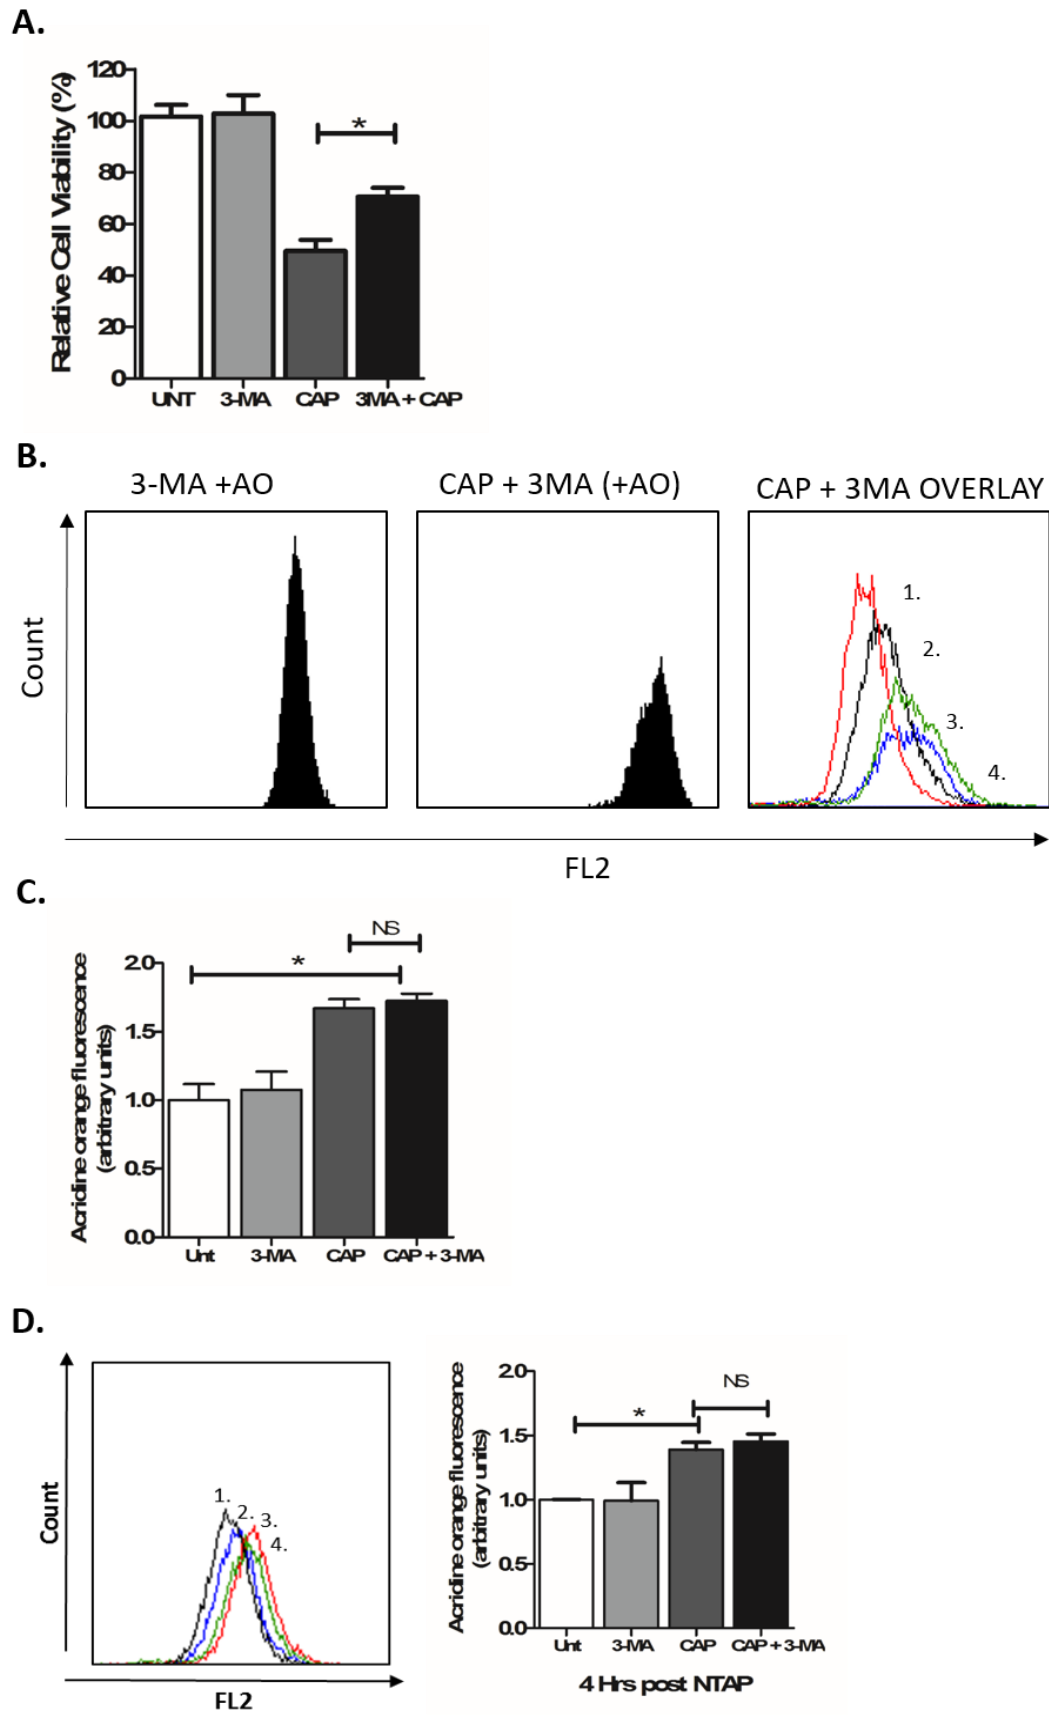 A.
Relative Cell Viability (%)
120
100
80
60
40
20
0
*
UNT 3-MA CAP 3MA + CAP
B.
3-MA +AO CAP + 3MA (+AO) CAP + 3MA OVERLAY
Count
1.
2.
3.
4.
FL2
C.
Acridine orange fluorescence
(arbitrary units)
2.0
1.5
1.0
0.5
0.0
NS
*
Unt 3-MA CAP CAP + 3-MA
D.
Count
1.
2.
3.
4.
FL2
Acridine orange fluorescence
(arbitrary units)
2.0
1.5
1.0
0.5
0.0
NS
*
Unt 3-MA CAP CAP + 3-MA
4 Hrs post NTAP